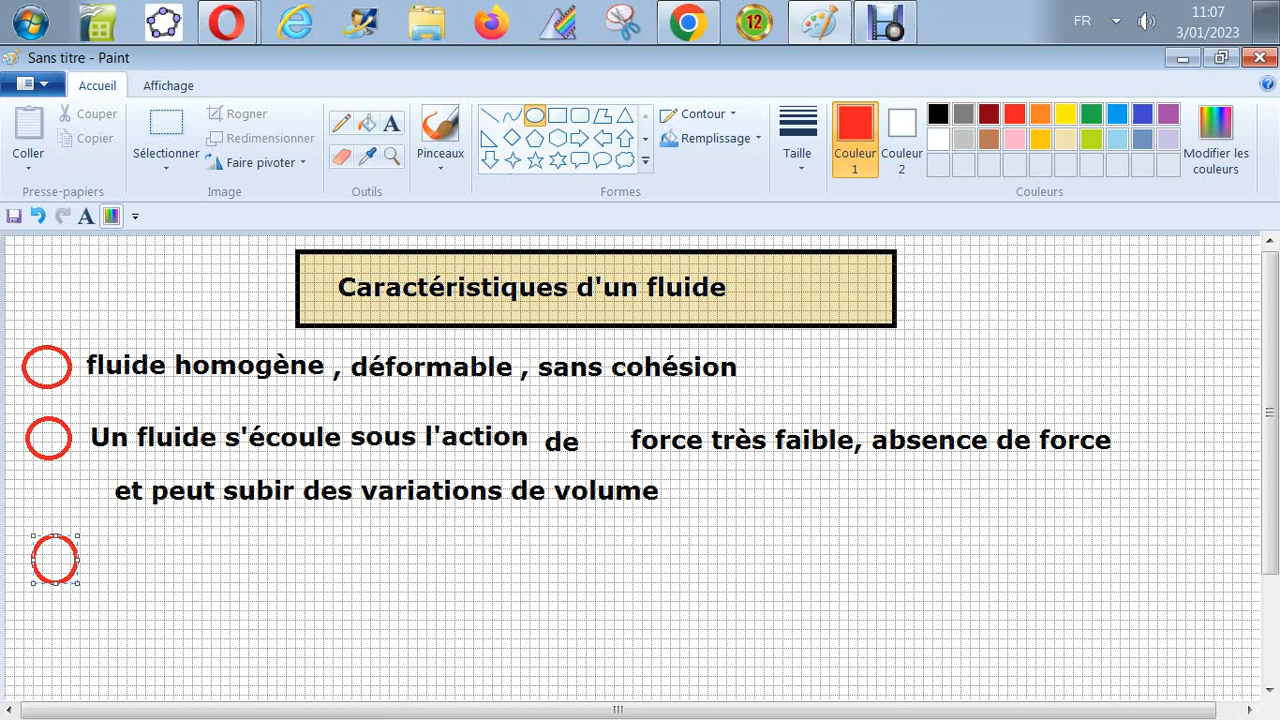 12
FR
11:07
3/01/2023
Sans titre - Paint
Accueil Affichage
Coller
Couper
Copier
Presse-papiers
Sélectionner
Rogner
Redimensionner
Faire pivoter
Image
A
Outils
Pinceaux
Contour
Remplissage
Formes
Taille
Couleur 1
Couleur 2
Modifier les couleurs
Couleurs
A
Caractéristiques d'un fluide
fluide homogène , déformable , sans cohésion
Un fluide s'écoule sous l'action de force très faible, absence de force
et peut subir des variations de volume